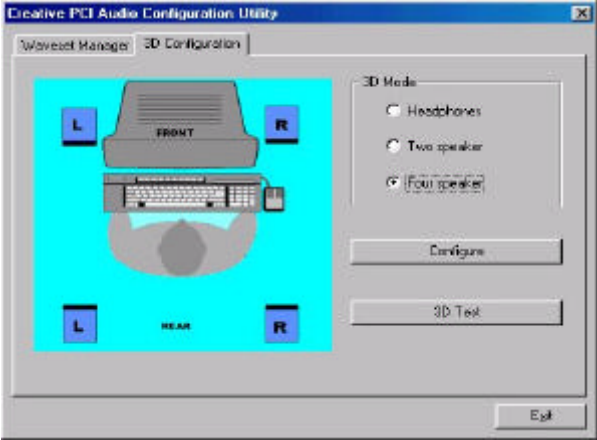 Creative PCI Audio Configuration Utility
Waveset Manager
3D Configuration
L
FRONT
R
L
REAR
R
3D Mode
Headphones
Two speaker
Four speaker
Configure
3D Test
Exit